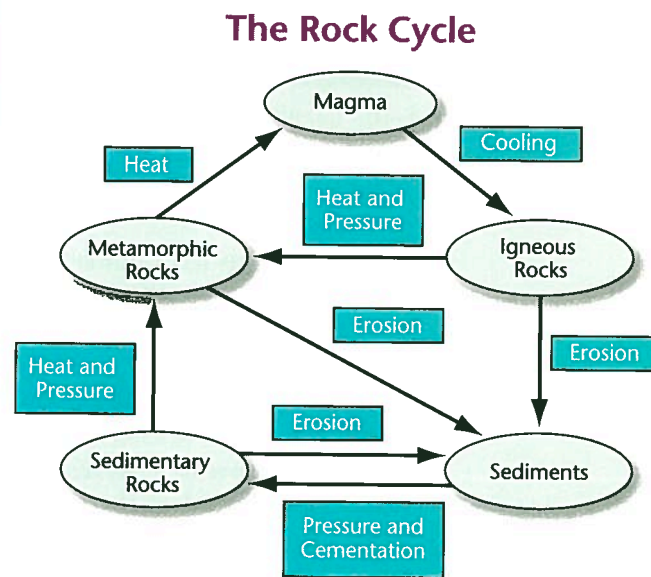 The Rock Cycle
Magma
Heat
Cooling
Heat and
Pressure
Metamorphic
Rocks
Igneous
Rocks
Erosion
Erosion
Heat and
Pressure
Erosion
Sedimentary
Rocks
Sediments
Pressure and
Cementation